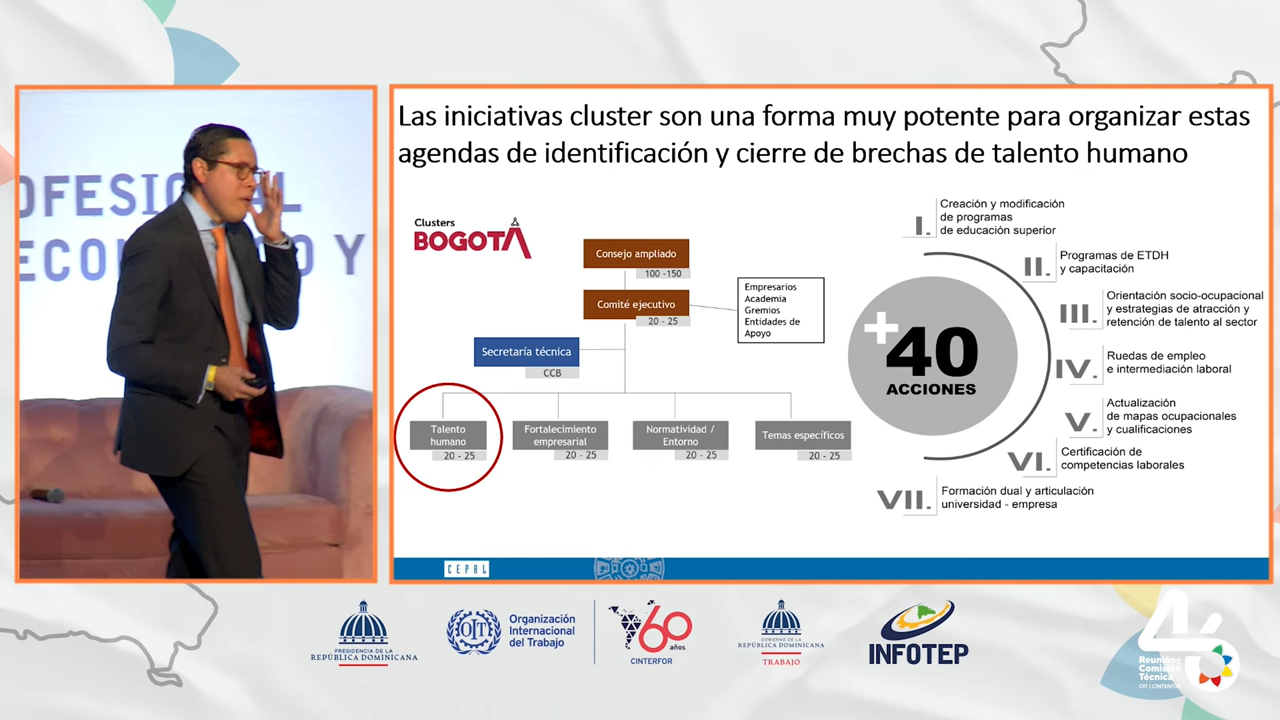 OFESIONAL
ECONO O Y
Las iniciativas cluster son una forma muy potente para organizar estas
agendas de identificación y cierre de brechas de talento humano
Clusters
BOGOTÁ
Consejo ampliado
100 -150
Comité ejecutivo
20 - 25
Empresarios
Academia
Gremios
Entidades de
Apoyo
Secretaría técnica
CCB
Talento
humano
20 - 25
Fortalecimiento
empresarial
20 - 25
Normatividad /
Entorno
20 - 25
Temas específicos
20 - 25
+40
ACCIONES
I.
Creación y modificación
de programas
de educación superior
II.
Programas de ETDH
y capacitación
III.
Orientación socio-ocupacional
y estrategias de atracción y
retención de talento al sector
IV.
Ruedas de empleo
e intermediación laboral
V.
Actualización
de mapas ocupacionales
y cualificaciones
VI.
Certificación de
competencias laborales
VII.
Formación dual y articulación
universidad - empresa
CEPAL
PRESIDENCIA DE LA
REPÚBLICA DOMINICANA
OIT
Organización
Internacional
del Trabajo
60
años
CINTERFOR
GOBIERNO DE LA
REPÚBLICA DOMINICANA
TRABAJO
INFOTEP
46
Reunión
Comisión
Técnica
OIT | CINTERFOR